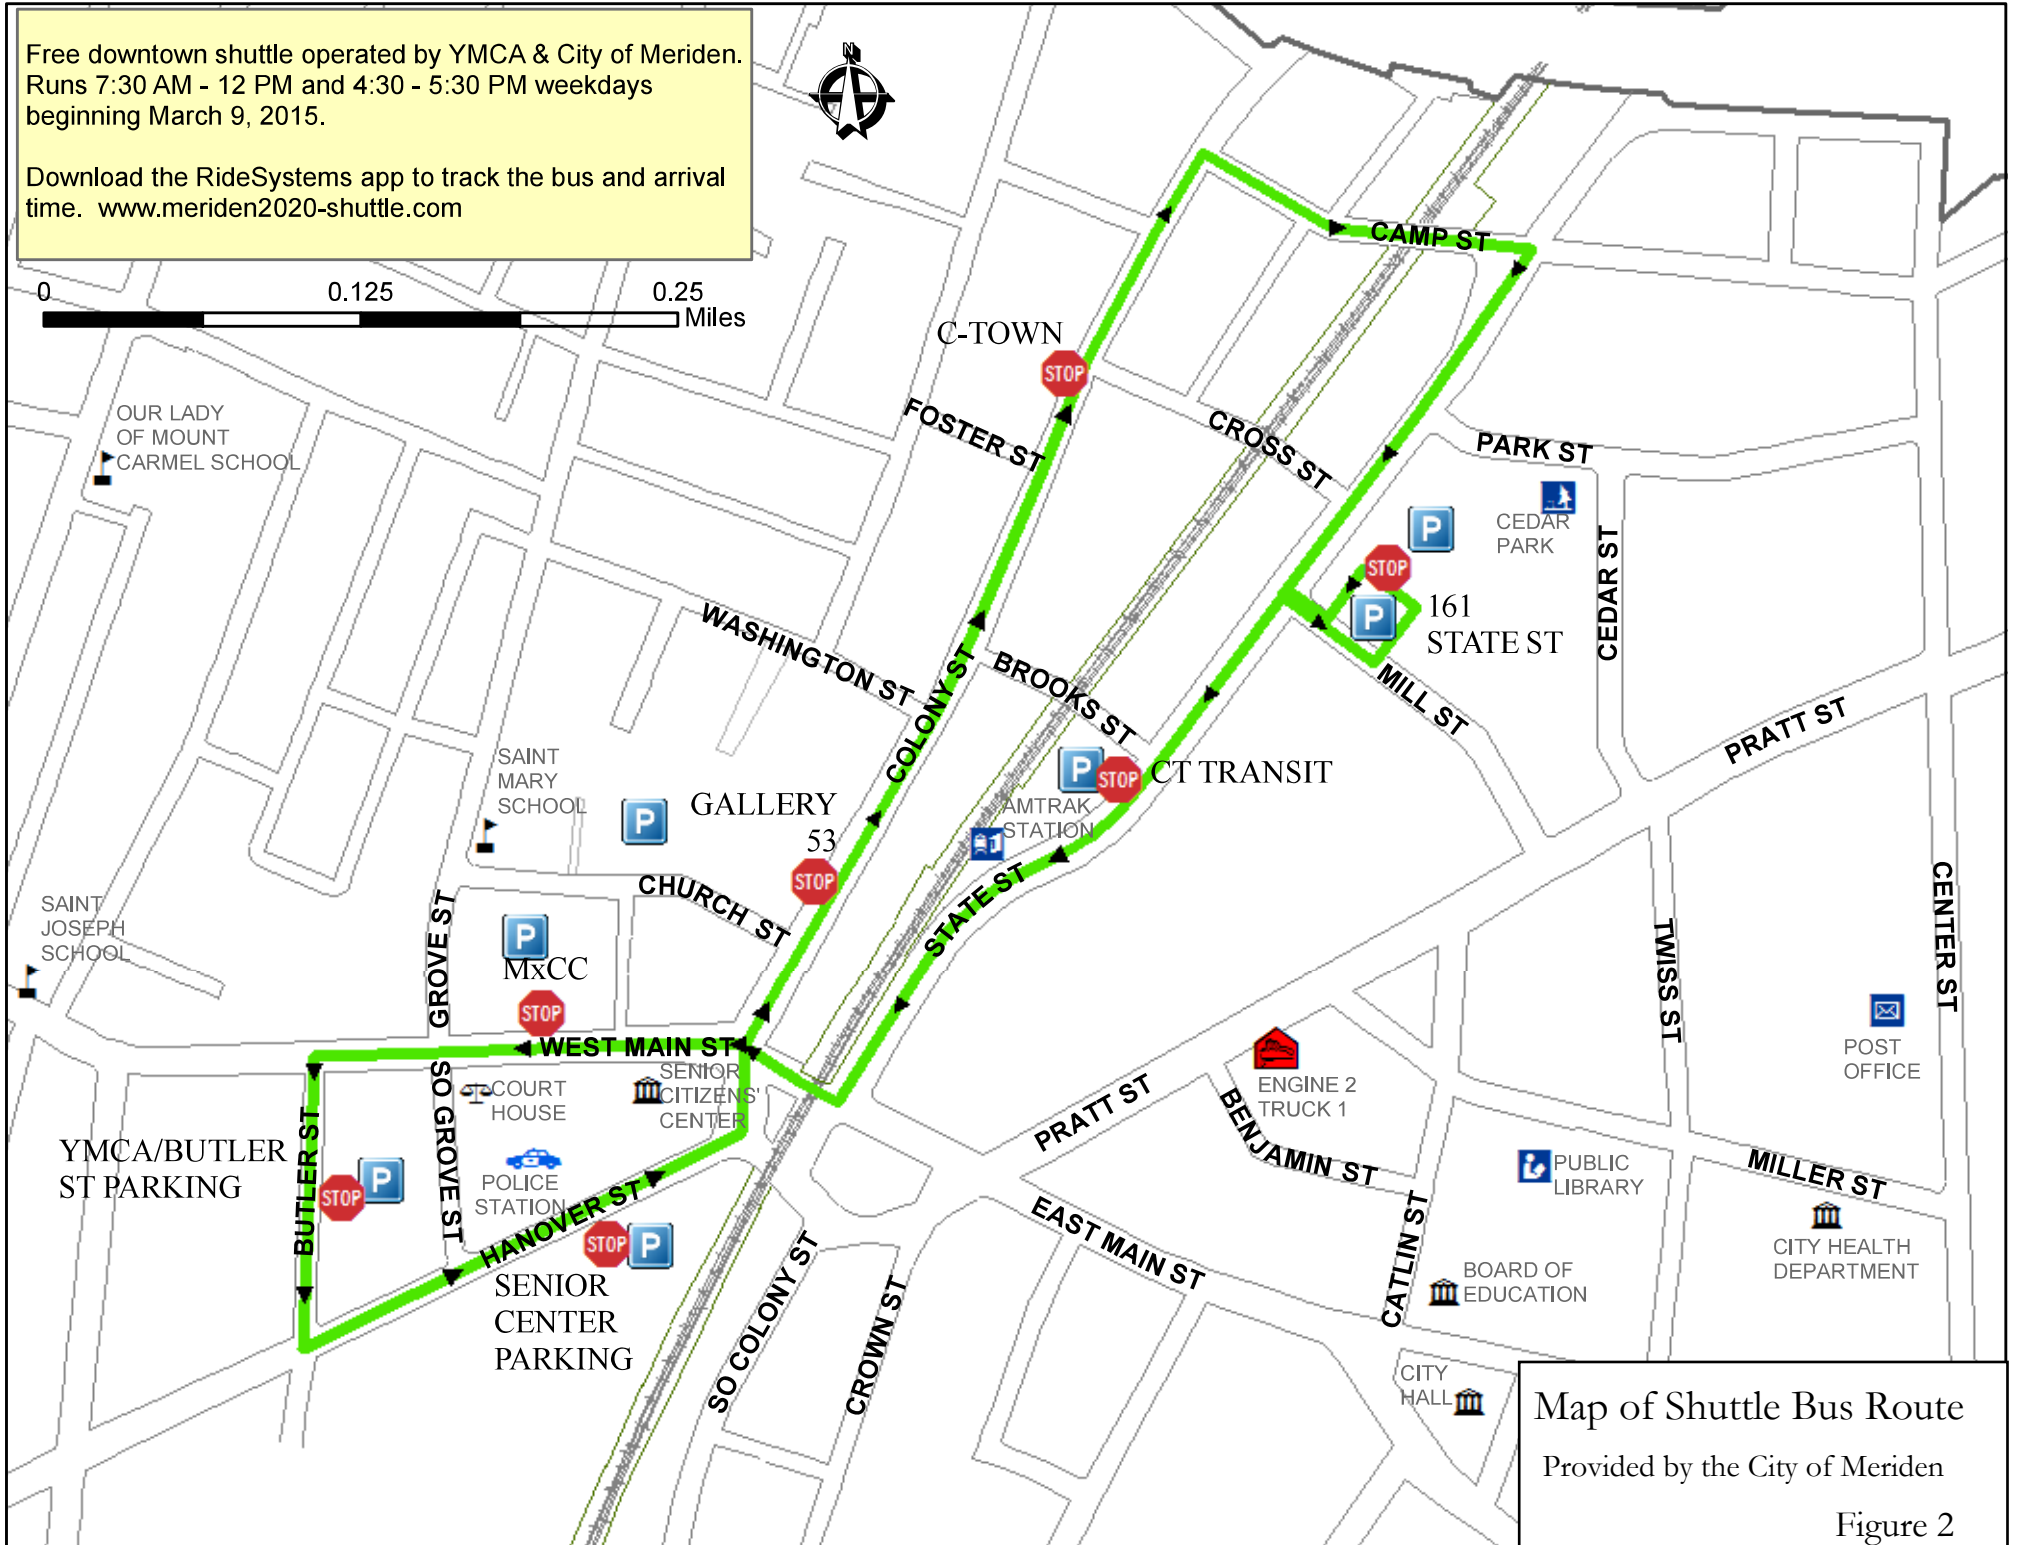 Free downtown shuttle operated by YMCA & City of Meriden.
Runs 7:30 AM - 12 PM and 4:30 - 5:30 PM weekdays
beginning March 9, 2015.
Download the RideSystems app to track the bus and arrival
time. www.meriden2020-shuttle.com
N
0 0.125 0.25
Miles
CAMP ST
C-TOWN
STOP
OUR LADY
OF MOUNT
CARMEL SCHOOL
FOSTER ST
CROSS ST
PARK ST
P
CEDAR
PARK
CEDAR ST
STOP
P
161
STATE ST
MILL ST
WASHINGTON ST
COLONY ST
BROOKS ST
PRATT ST
P
STOP
CT TRANSIT
AMTRAK
STATION
SAINT
MARY
SCHOOL
P
GALLERY
53
STOP
CHURCH ST
STATE ST
SAINT
JOSEPH
SCHOOL
GROVE ST
P
MxCC
STOP
TWISS ST
CENTER ST
POST
OFFICE
WEST MAIN ST
SO GROVE ST
COURT
HOUSE
SENIOR
CITIZENS'
CENTER
ENGINE 2
TRUCK 1
PRATT ST
BENJAMIN ST
YMCA/BUTLER
ST PARKING
BUTLER ST
STOP
P
POLICE
STATION
HANOVER ST
STOP
P
SENIOR
CENTER
PARKING
PUBLIC
LIBRARY
MILLER ST
CITY HEALTH
DEPARTMENT
EAST MAIN ST
CATLIN ST
BOARD OF
EDUCATION
SO COLONY ST
CROWN ST
CITY
HALL
Map of Shuttle Bus Route
Provided by the City of Meriden
Figure 2